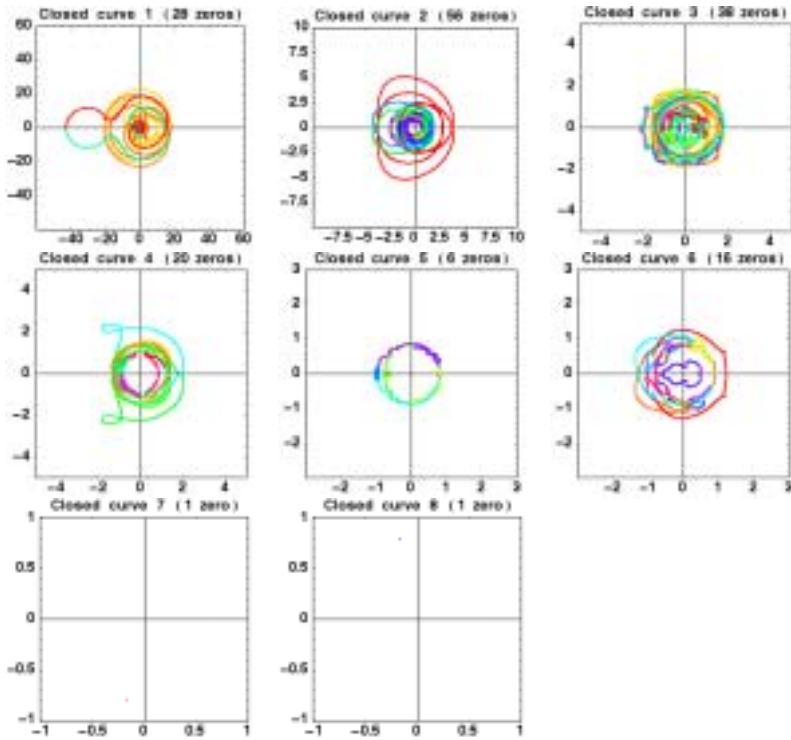 Closed curve 1 (28 zeros)
Closed curve 2 (56 zeros)
Closed curve 3 (38 zeros)
60
40
20
0
−20
−40
−40 −20 0 20 40 60
10
7.5
5
2.5
0
−2.5
−5
−7.5
−7.5 −5 −2.5 0 2.5 5 7.5 10
4
2
0
−2
−4
−4 −2 0 2 4
Closed curve 4 (20 zeros)
Closed curve 5 (6 zeros)
Closed curve 6 (16 zeros)
4
2
0
−2
−4
−4 −2 0 2 4
3
2
1
0
−1
−2
−2 −1 0 1 2 3
3
2
1
0
−1
−2
−2 −1 0 1 2 3
Closed curve 7 (1 zero)
Closed curve 8 (1 zero)
1
0.5
0
−0.5
−1
−1 −0.5 0 0.5 1
1
0.5
0
−0.5
−1
−1 −0.5 0 0.5 1